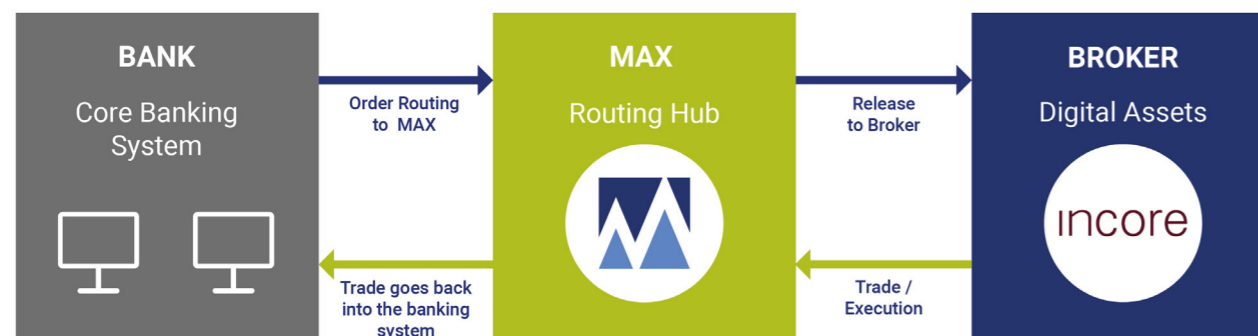 BANK
Core Banking
System
Order Routing
to MAX
Trade goes back
into the banking
system
MAX
Routing Hub
Release
to Broker
Trade /
Execution
BROKER
Digital Assets
incore